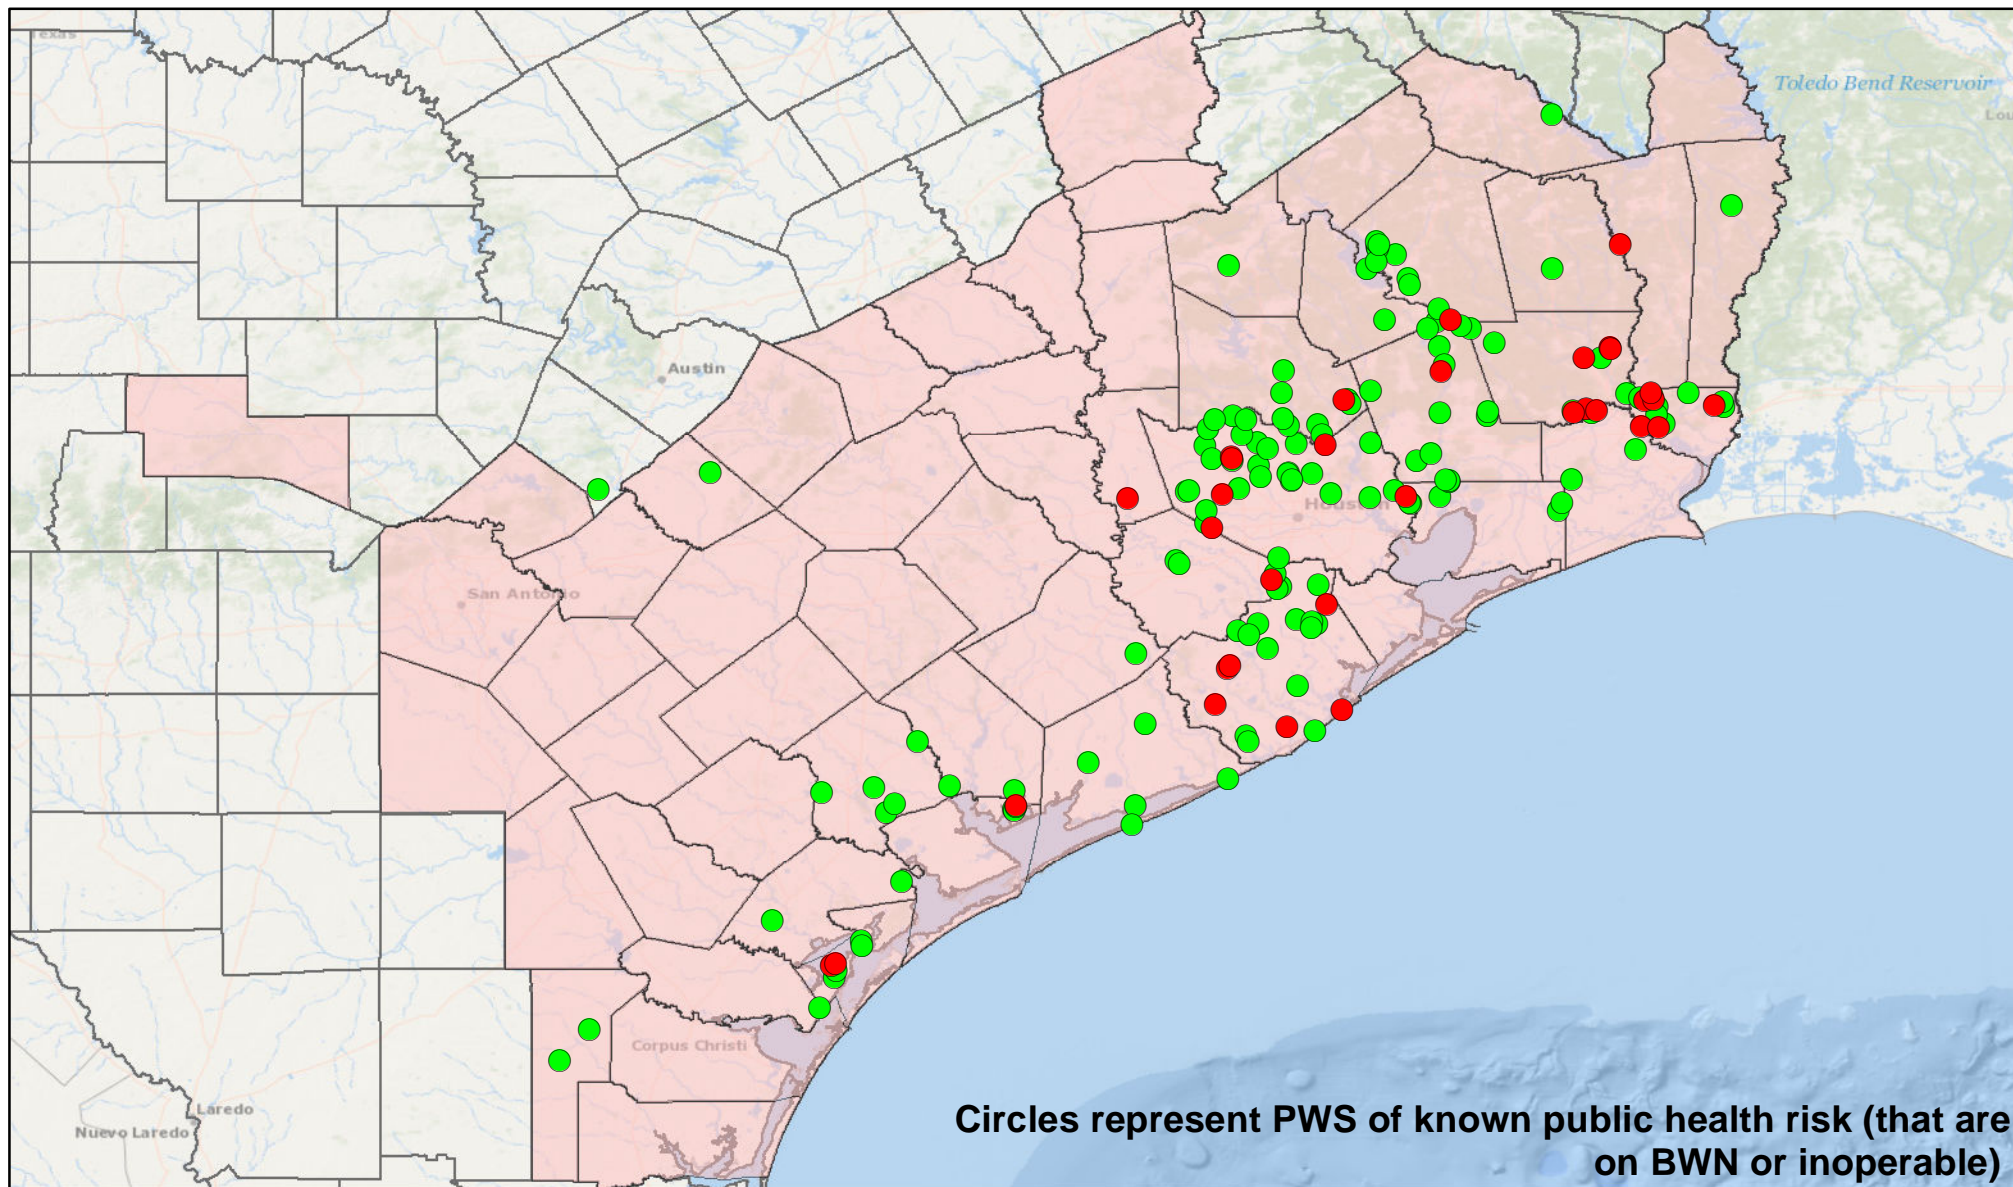 Texas
Toledo Bend Reservoir
Lou
Austin
Houston
San Antonio
Corpus Christi
Laredo
Nuevo Laredo
Circles represent PWS of known public health risk (that are
on BWN or inoperable)